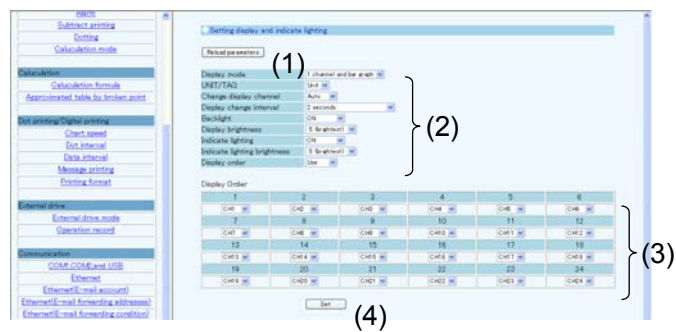 Alarm
Subtract printing
Dotting
Caluculation mode
Caluculation
Caluculation formula
Approximated table by broken point
Dot printing/Digital printing
Chart speed
Dot interval
Data interval
Message printing
Printing format
External drive
External drive mode
Operation record
Communication
COM1,COM2,and USB
Ethernet
Ethernet(E-mail account)
Ethernet(E-mail forwarding addresses)
Ethernet(E-mail forwarding condition)
Setting display and indicate lighting
Reload parameters
(1)
Display mode 1 channel and bar graph
UNIT/TAG Unit
Change display channel Auto
Display change interval 2 seconds
Backlight ON
Display brightness 5 (brightest)
Indicate lighting ON
Indicate lighting brightness 5 (brightest)
Display order Use
(2)
Display Order
1 2 3 4 5 6
CH1 CH2 CH3 CH4 CH5 CH6
7 8 9 10 11 12
CH7 CH8 CH9 CH10 CH11 CH12
13 14 15 16 17 18
CH13 CH14 CH15 CH16 CH17 CH18
19 20 21 22 23 24
CH19 CH20 CH21 CH22 CH23 CH24
(3)
Set
(4)